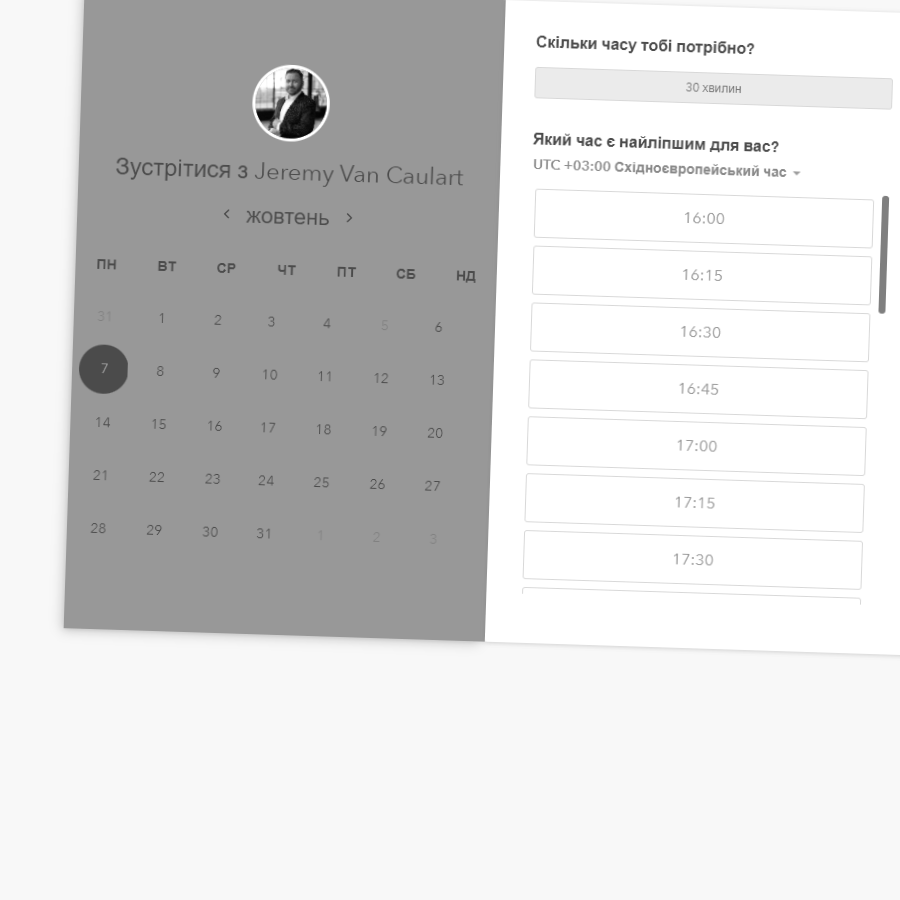 Зустрітися з Jeremy Van Caulart
жовтень
ПН ВТ СР ЧТ ПТ СБ НД
31 1 2 3 4 5 6
7 8 9 10 11 12 13
14 15 16 17 18 19 20
21 22 23 24 25 26 27
28 29 30 31 1 2 3
Скільки часу тобі потрібно?
30 хвилин
Який час є найліпшим для вас?
UTC +03:00 Східноєвропейський час
16:00
16:15
16:30
16:45
17:00
17:15
17:30